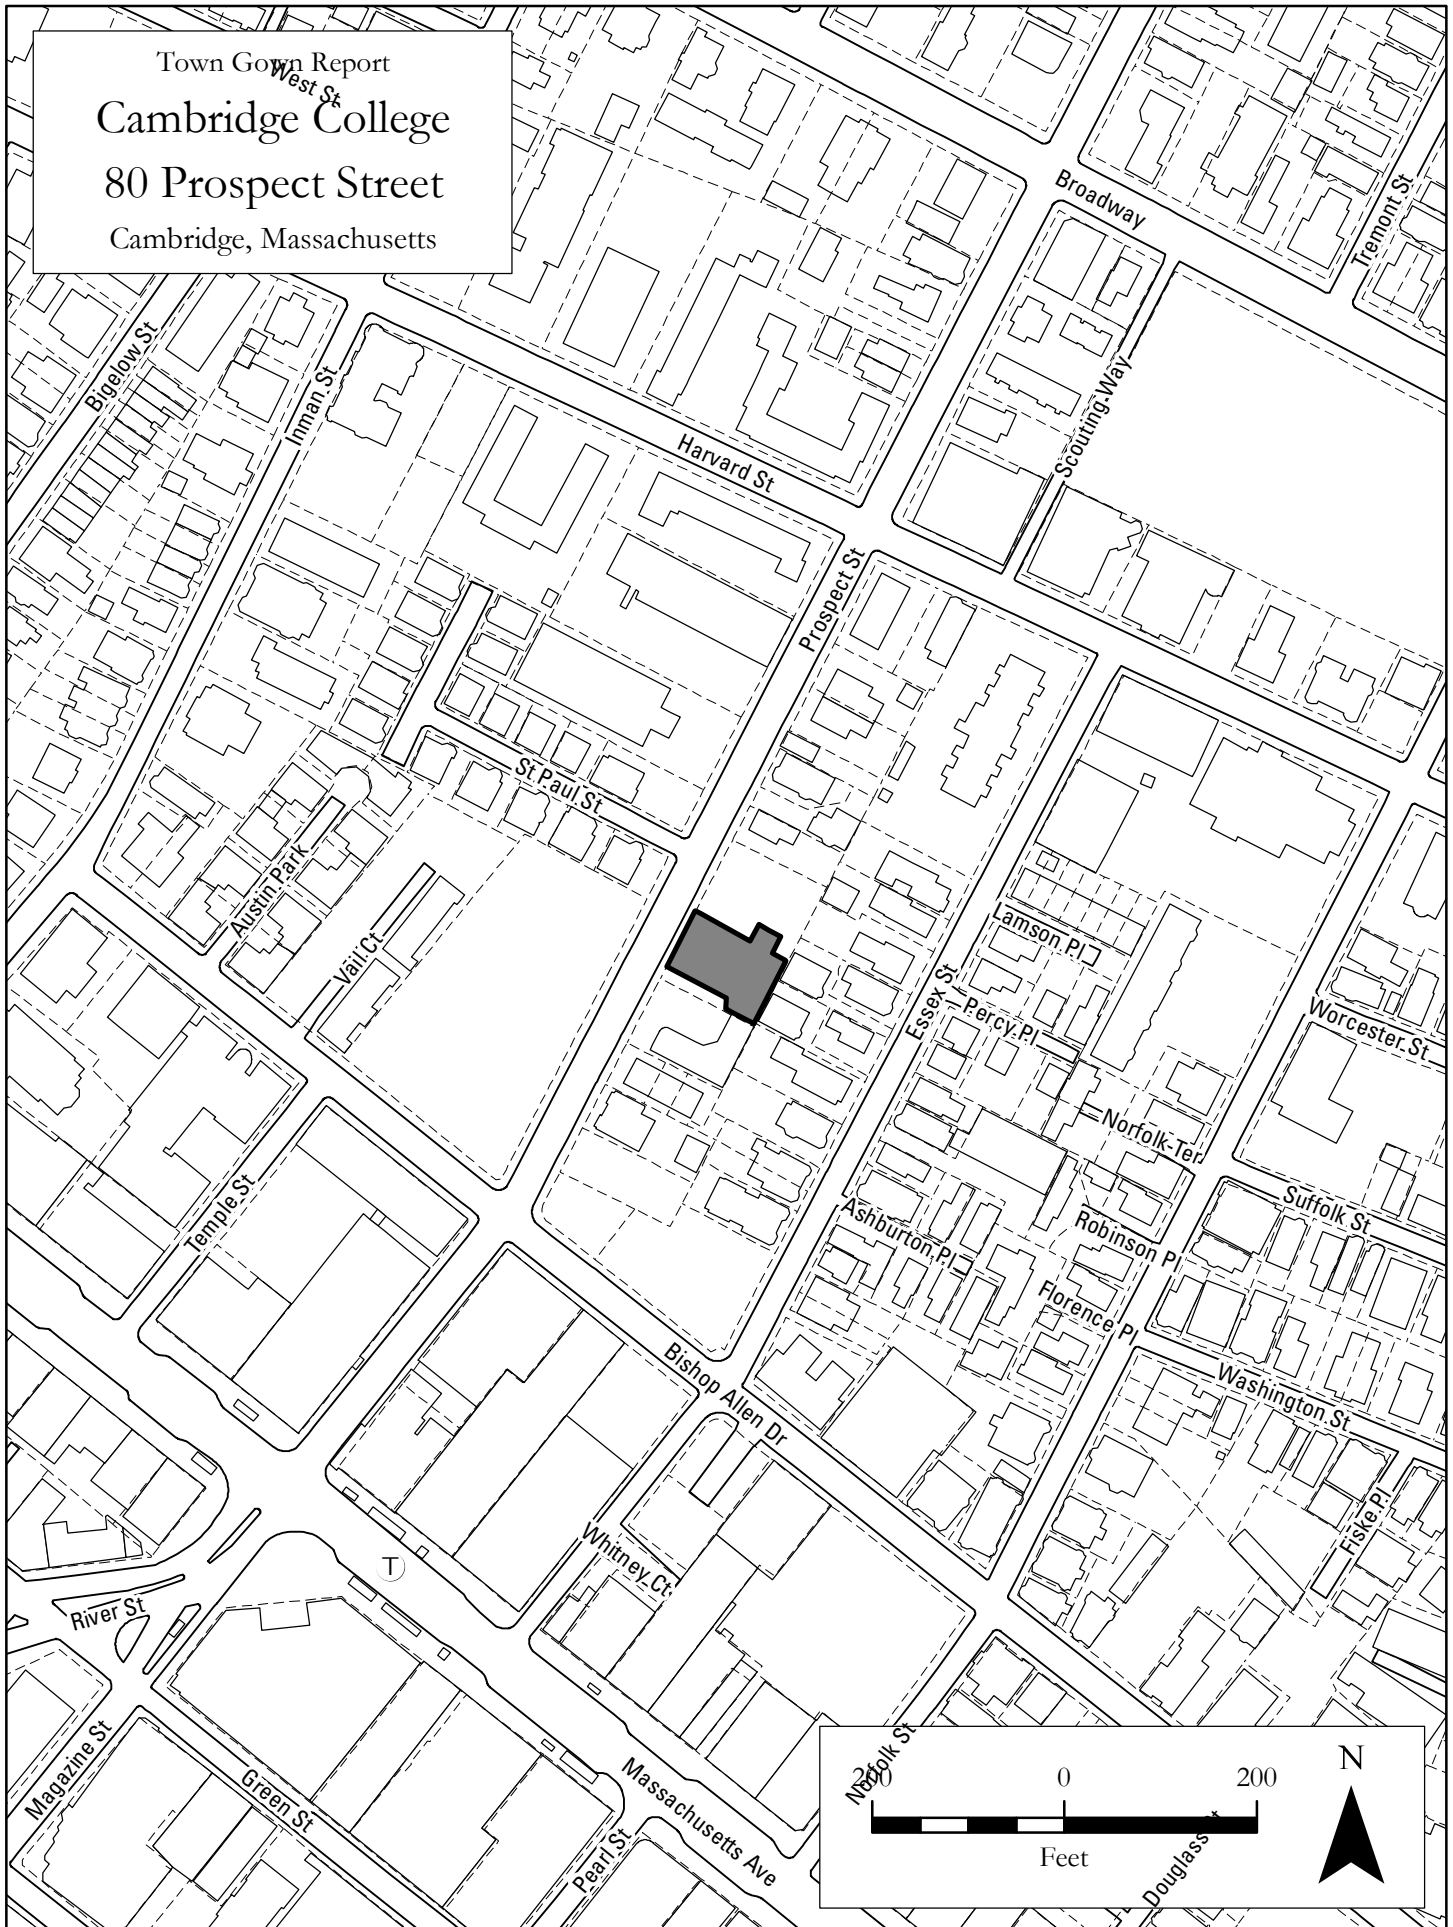 Town Gown Report
West St
Cambridge College
80 Prospect Street
Cambridge, Massachusetts
Broadway
Tremont St
Bigelow St
Inman St
Scouting Way
Harvard St
Prospect St
St Paul St
Austin Park
Vail Ct
Lamson Pl
Essex St
Percy Pl
Worcester St
Norfolk Ter
Temple St
Suffolk St
Ashburton Pl
Robinson Pl
Florence Pl
Bishop Allen Dr
Washington St
Fiske Pl
Whitney Ct
T
River St
Magazine St
Green St
Massachusetts Ave
Pearl St
Norfolk St
Douglass St
200 0 200
Feet
N